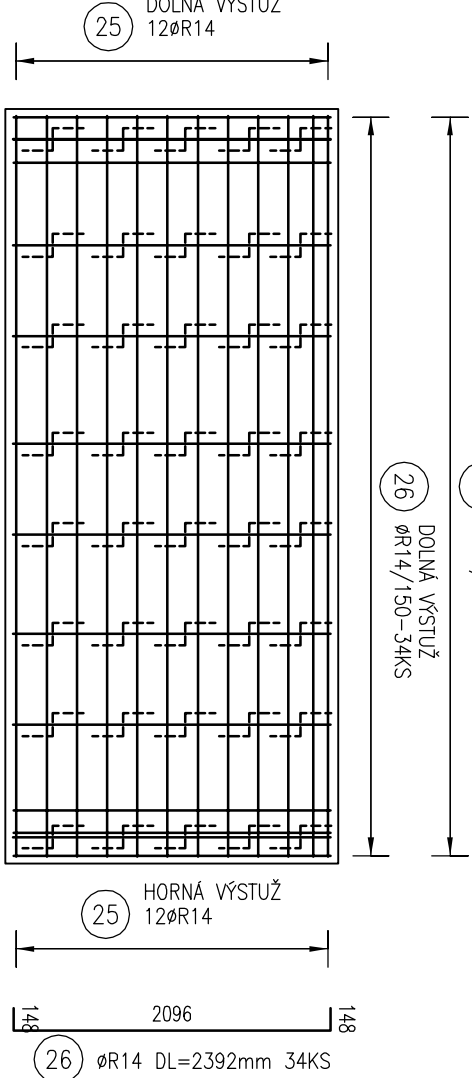 DOLNÁ VÝSTUŽ
25
12øR14
26
DOLNÁ VÝSTUŽ
øR14/150-34KS
25
HORNÁ VÝSTUŽ
12øR14
148
2096
148
26 øR14 DL=2392mm 34KS